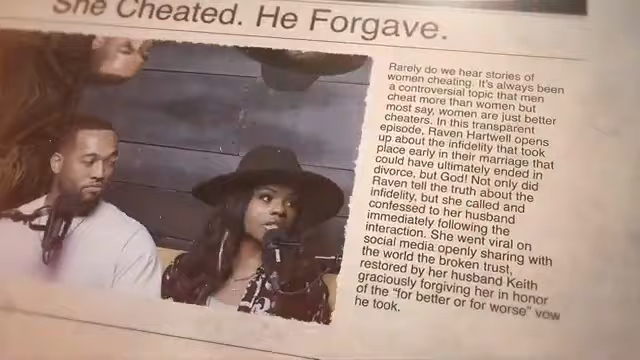 She Cheated. He Forgave.
Rarely do we hear stories of
women cheating. It's always been
a controversial topic that men
cheat more than women but
most say, women are just better
cheaters. In this transparent
episode, Raven Hartwell opens
up about the infidelity that took
place early in their marriage that
could have ultimately ended in
divorce, but God! Not only did
Raven tell the truth about the
infidelity, but she called and
confessed to her husband
immediately following the
interaction. She went viral on
social media openly sharing with
the world the broken trust,
restored by her husband Keith
graciously forgiving her in honor
of the "for better or for worse" vow
he took.